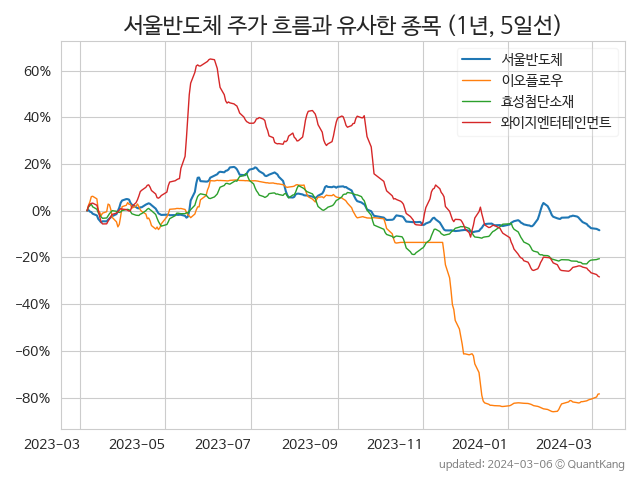 서울반도체 주가 흐름과 유사한 종목 (1년, 5일선)
서울반도체
이오플로우
효성첨단소재
와이지엔터테인먼트
60%
40%
20%
0%
−20%
−40%
−60%
−80%
2023-03 2023-05 2023-07 2023-09 2023-11 2024-01 2024-03
updated: 2024-03-06 © QuantKang